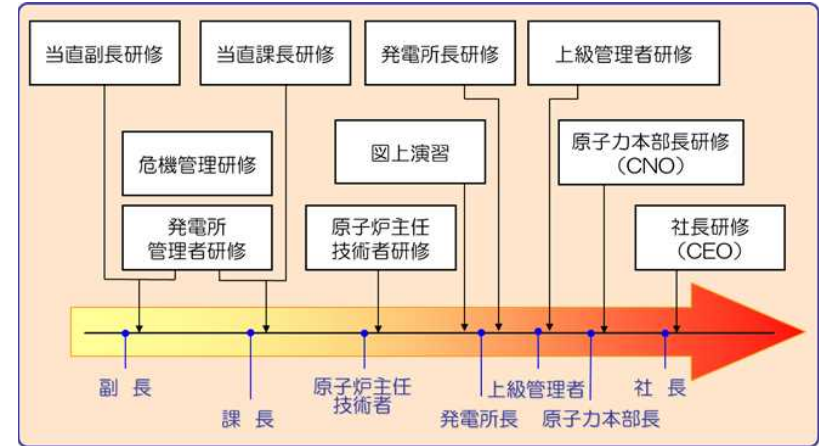 当直副長研修
当直課長研修
発電所長研修
上級管理者研修
危機管理研修
図上演習
原子力本部長研修
（CNO）
発電所
管理者研修
原子炉主任
技術者研修
社長研修
（CEO）
副 長
課 長
原子炉主任
技術者
発電所長
上級管理者
原子力本部長
社 長